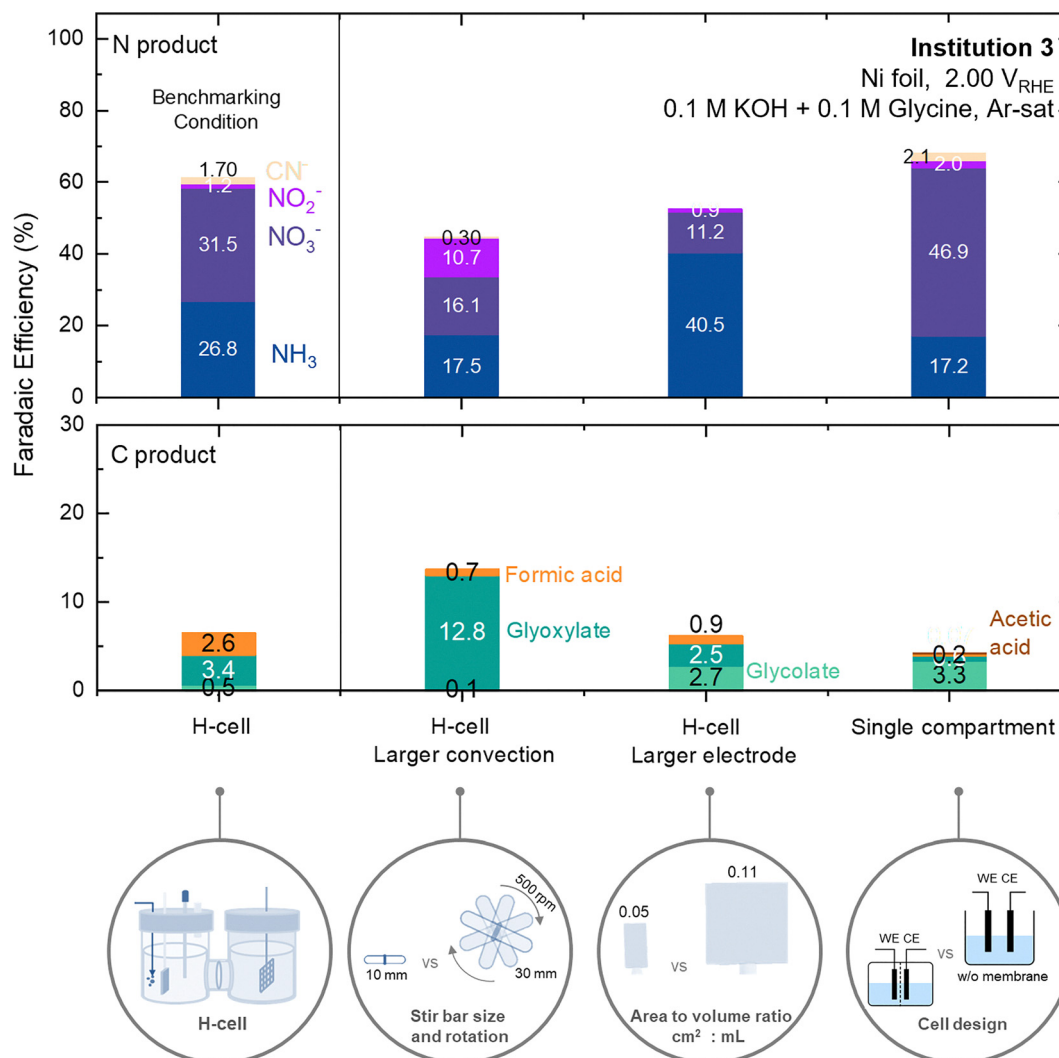 Faradaic Efficiency (%)
100
80
60
40
20
0
N product
Benchmarking
Condition
Institution 3
Ni foil, 2.00 V_RHE
0.1 M KOH + 0.1 M Glycine, Ar-sat
1.70
CN⁻
1.2
NO₂⁻
31.5
NO₃⁻
26.8
NH₃
0.30
10.7
16.1
17.5
0.9
11.2
40.5
2.1
2.0
46.9
17.2
30
20
10
0
C product
2.6
3.4
0.5
0.7
Formic acid
12.8
Glyoxylate
0.1
0.9
2.5
2.7
Glycolate
Acetic
acid
0.2
3.3
H-cell
H-cell
Larger convection
H-cell
Larger electrode
Single compartment
H-cell
500 rpm
10 mm
vs
30 mm
Stir bar size
and rotation
0.05
0.11
vs
Area to volume ratio
cm² : mL
WE CE
WE CE
vs
w/o membrane
Cell design